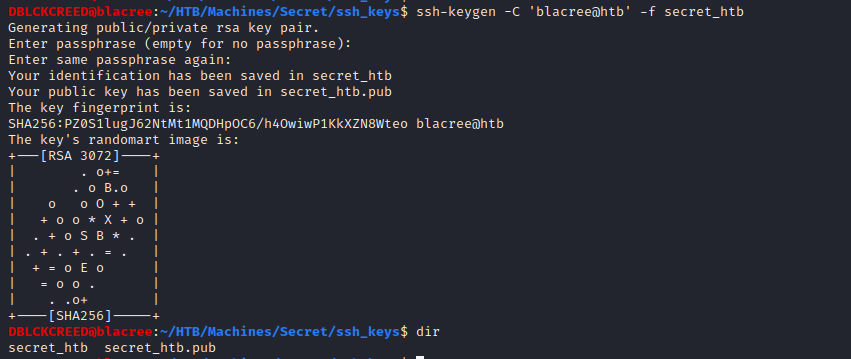 DBLCKCREED@blacree:~/HTB/Machines/Secret/ssh_keys$ ssh-keygen -C 'blacree@htb' -f secret_htb
Generating public/private rsa key pair.
Enter passphrase (empty for no passphrase):
Enter same passphrase again:
Your identification has been saved in secret_htb
Your public key has been saved in secret_htb.pub
The key fingerprint is:
SHA256:PZ0S1lugJ62NtMt1MQDHpOC6/h4OwiwP1KkXZN8Wteo blacree@htb
The key's randomart image is:
+---[RSA 3072]----+
|        . o+=    |
|       . o B.o   |
|    o   o O + +  |
|   + o o * X + o |
|  . + o S B * .  |
| . + . + . = .   |
|  + = o E o      |
|   = o o .       |
|    . .o+        |
+----[SHA256]-----+
DBLCKCREED@blacree:~/HTB/Machines/Secret/ssh_keys$ dir
secret_htb  secret_htb.pub
DBLCKCREED@blacree:~/HTB/Machines/Secret/ssh_keys$